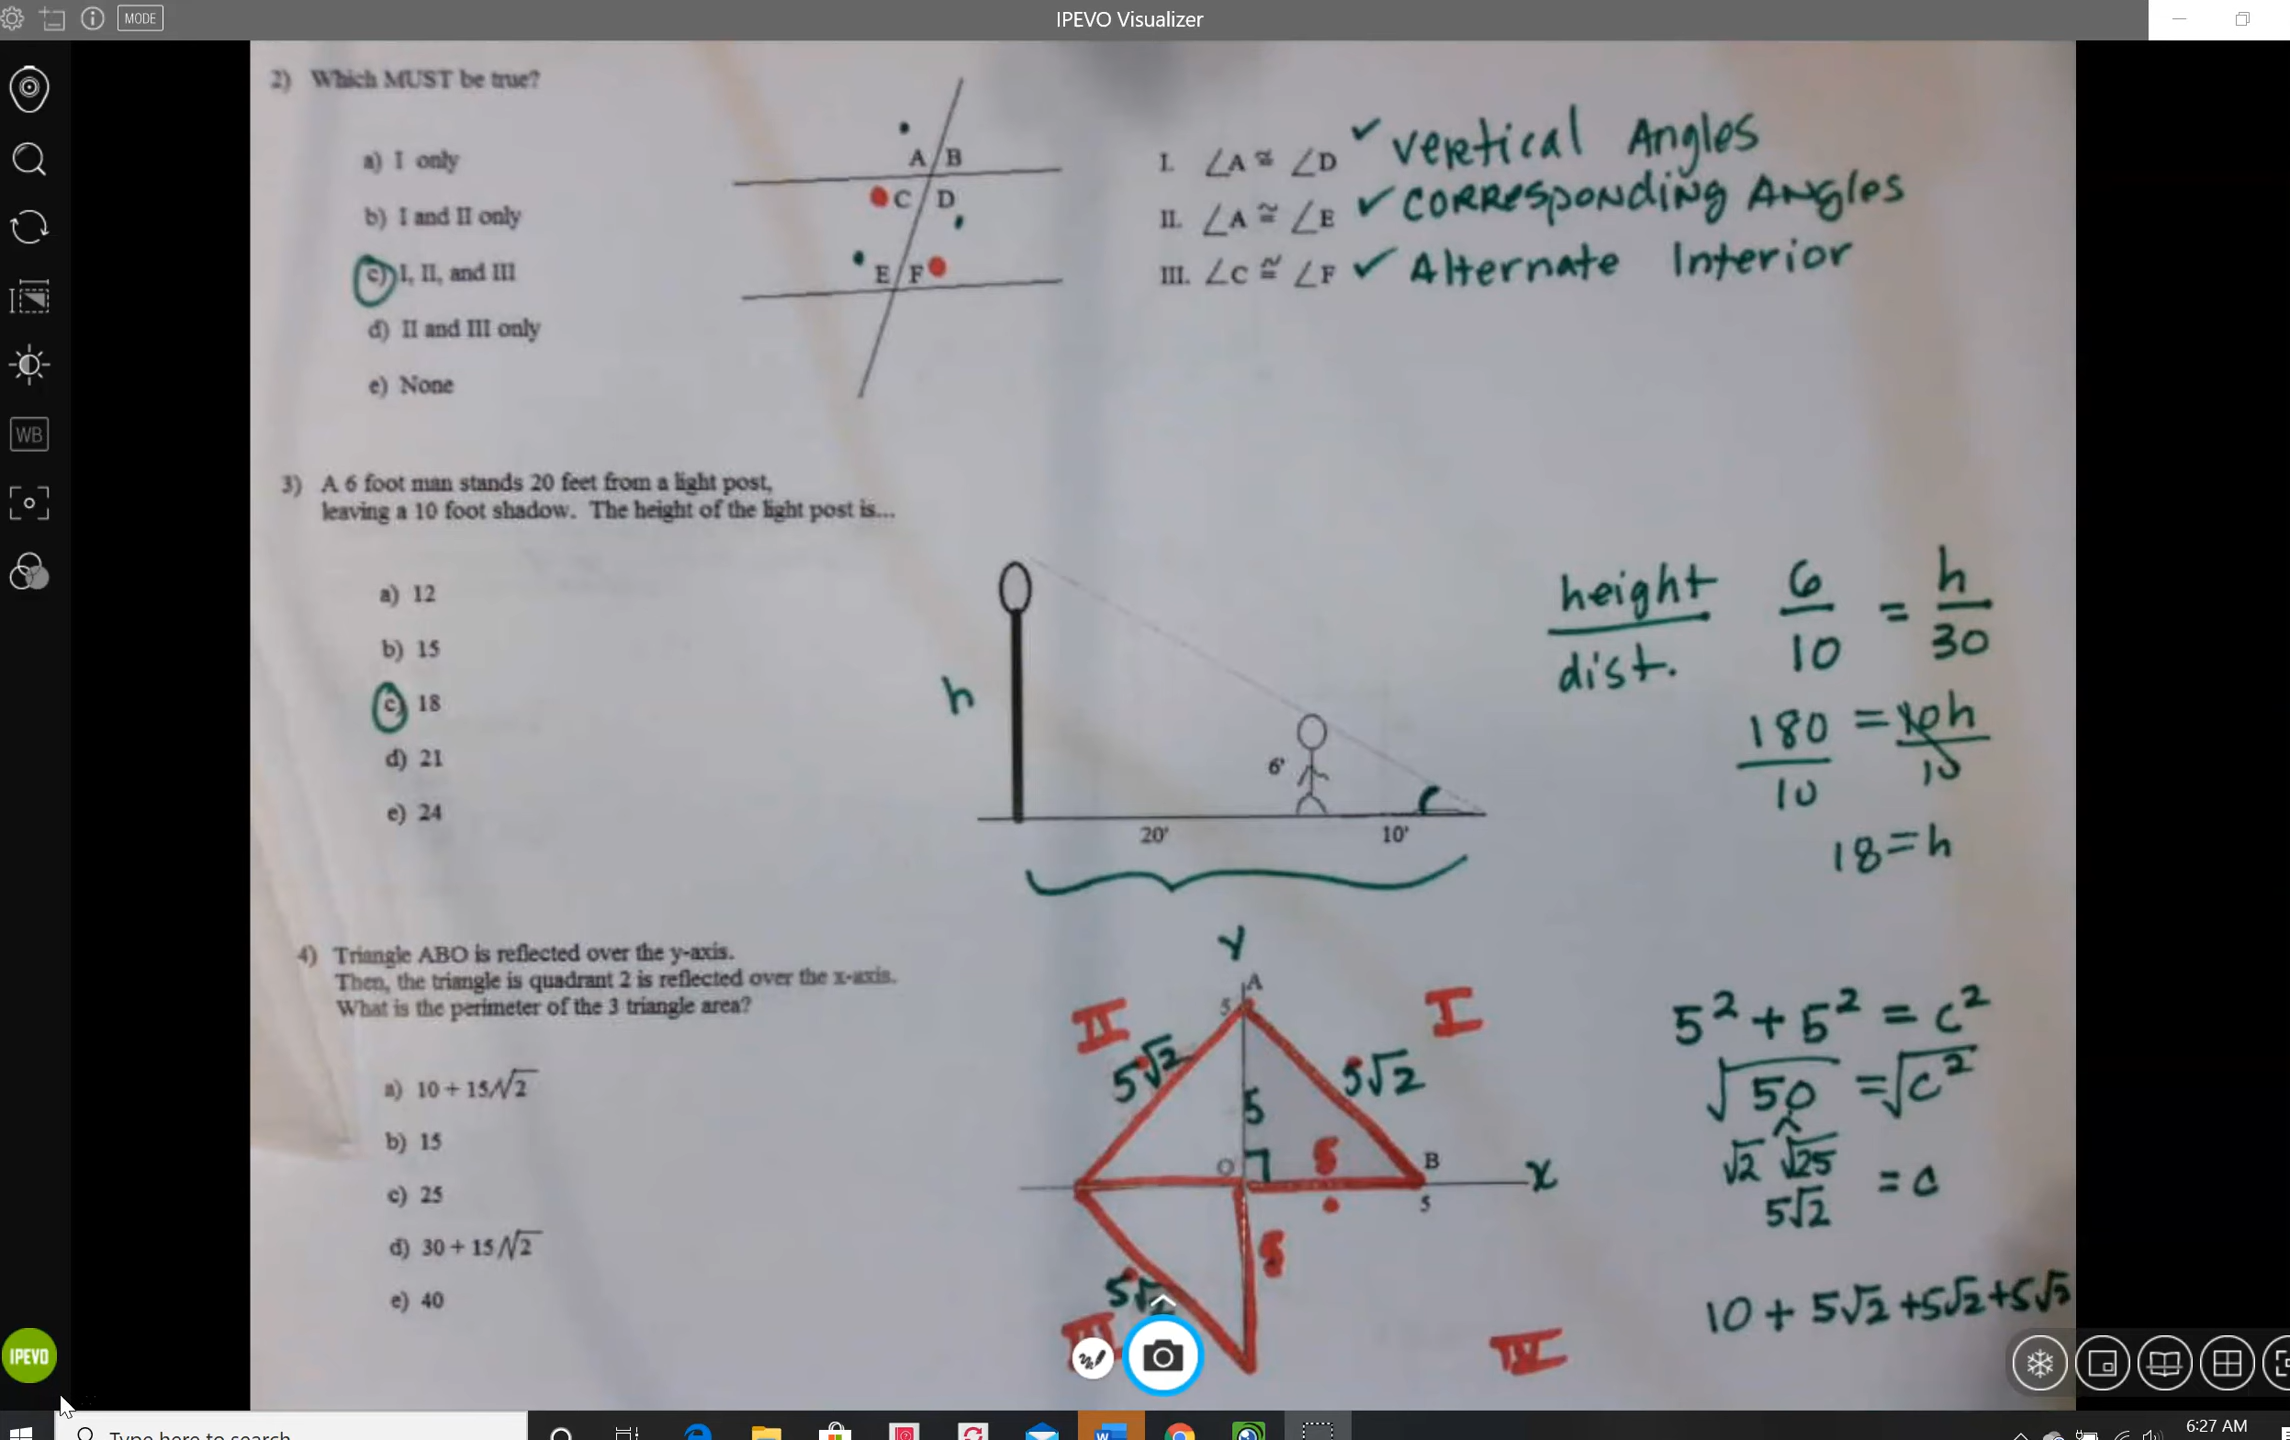 MODE
IPEVO Visualizer
2) Which MUST be true?
a) I only
b) I and II only
c) I, II, and III
d) II and III only
e) None
A B
C D
E F
I. ∠A ≅ ∠D ✓ Vertical Angles
II. ∠A ≅ ∠E ✓ Corresponding Angles
III. ∠C ≅ ∠F ✓ Alternate Interior
WB
3) A 6 foot man stands 20 feet from a light post,
leaving a 10 foot shadow. The height of the light post is...
a) 12
b) 15
c) 18
d) 21
e) 24
h
6'
20'
10'
height/dist. 6/10 = h/30
180/10 = 10h/10
18 = h
4) Triangle ABO is reflected over the y-axis.
Then, the triangle is quadrant 2 is reflected over the x-axis.
What is the perimeter of the 3 triangle area?
a) 10 + 15√2
b) 15
c) 25
d) 30 + 15√2
e) 40
Y
A
5
II
I
5√2
5√2
5
5
O
B
X
5
5
III
IV
5² + 5² = c²
√50 = √c²
√2 √25
5√2 = c
10 + 5√2 + 5√2 + 5√2
IPEVO
Type here to search
6:27 AM